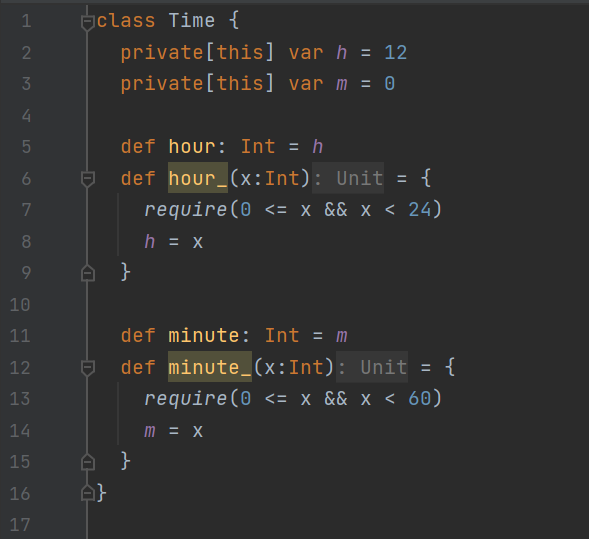 1 class Time {
2 private[this] var h = 12
3 private[this] var m = 0
4
5 def hour: Int = h
6 def hour_(x:Int): Unit = {
7 require(0 <= x && x < 24)
8 h = x
9 }
10
11 def minute: Int = m
12 def minute_(x:Int): Unit = {
13 require(0 <= x && x < 60)
14 m = x
15 }
16 }
17